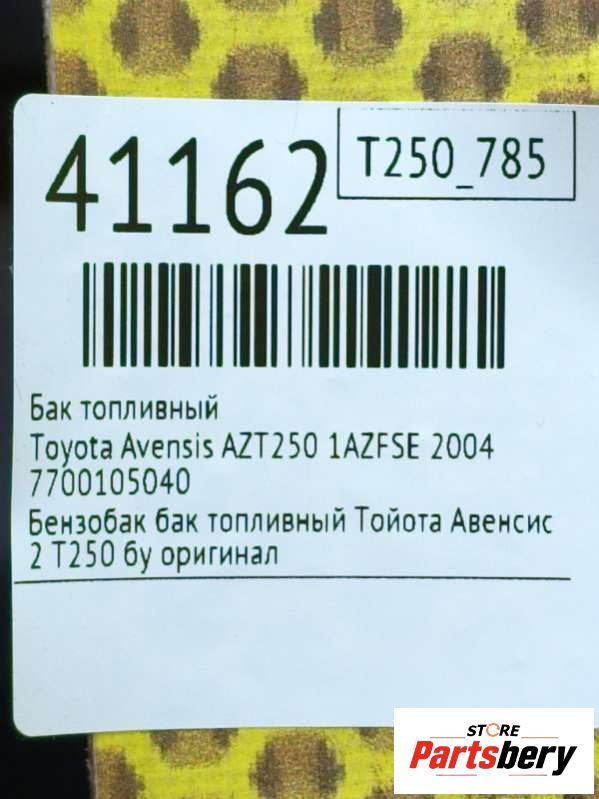 41162
T250_785
Бак топливный
Toyota Avensis AZT250 1AZFSE 2004
7700105040
Бензобак бак топливный Тойота Авенсис
2 T250 бу оригинал
STORE
Partsbery